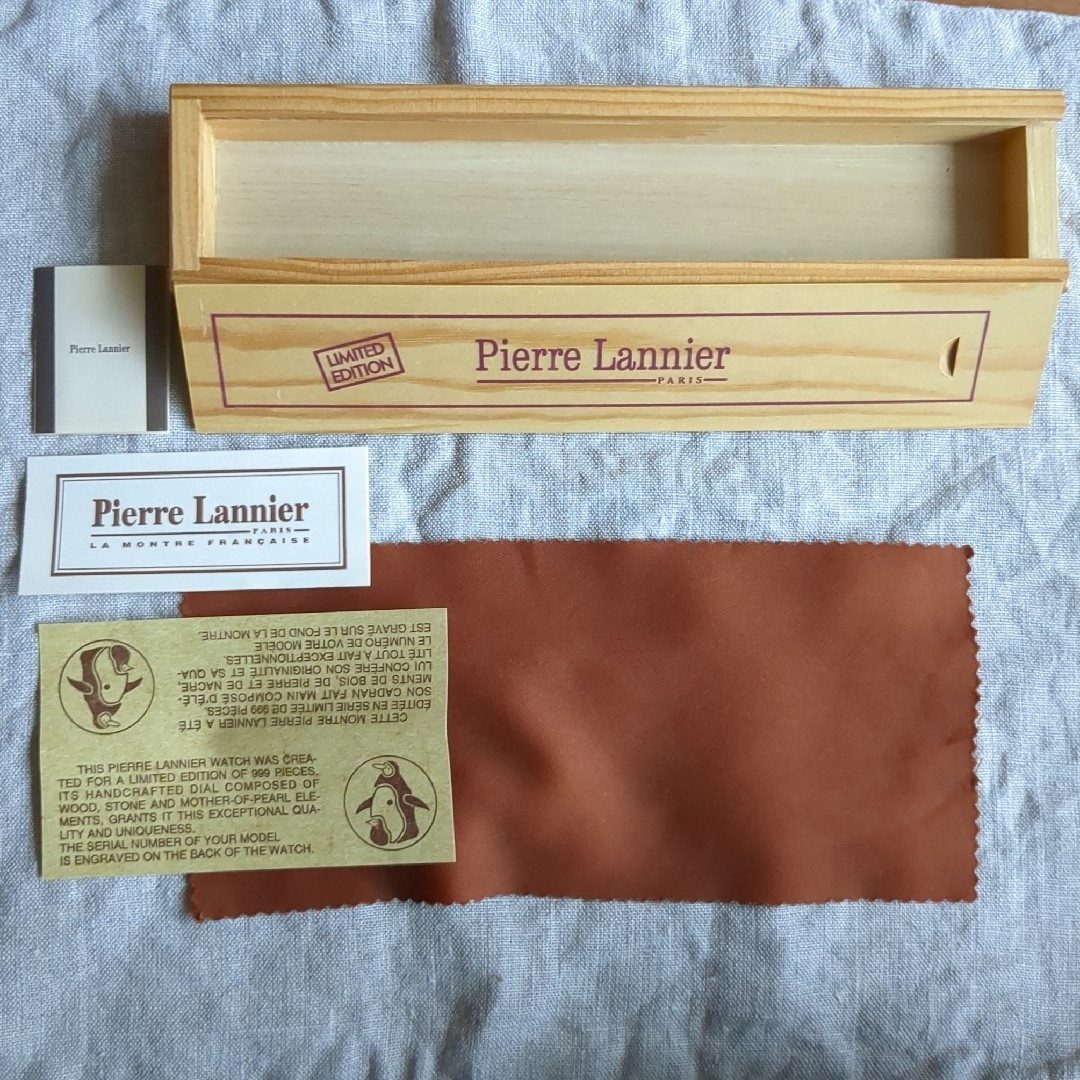 LIMITED
EDITION
Pierre Lannier
PARIS
Pierre Lannier
Pierre Lannier
PARIS
LA MONTRE FRANÇAISE
CETTE MONTRE PIERRE LANNIER A ÉTÉ
ÉDITÉE EN SÉRIE LIMITÉE DE 999 PIÈCES.
SON CADRAN FAIT MAIN COMPOSÉ D'ÉLÉ-
MENTS DE BOIS, DE PIERRE ET DE NACRE,
LUI CONFÈRE SON ORIGINALITÉ ET SA QUA-
LITÉ TOUT A FAIT EXCEPTIONNELLES.
LE NUMÉRO DE VOTRE MODÈLE
EST GRAVÉ SUR LE FOND DE LA MONTRE.
THIS PIERRE LANNIER WATCH WAS CREA-
TED FOR A LIMITED EDITION OF 999 PIECES.
ITS HANDCRAFTED DIAL COMPOSED OF
WOOD, STONE AND MOTHER-OF-PEARL ELE-
MENTS, GRANTS IT THIS EXCEPTIONAL QUA-
LITY AND UNIQUENESS.
THE SERIAL NUMBER OF YOUR MODEL
IS ENGRAVED ON THE BACK OF THE WATCH.